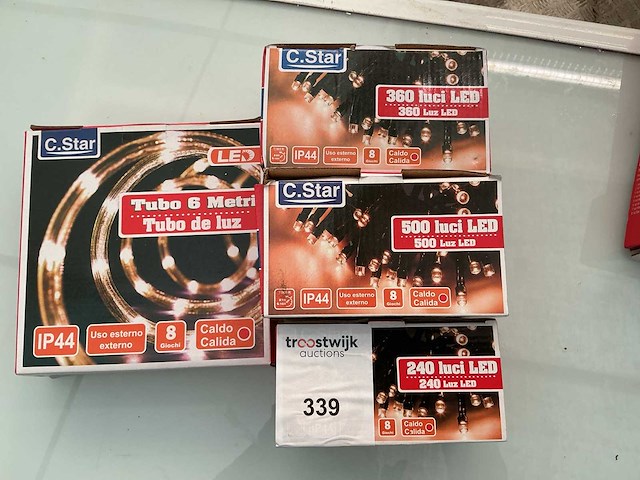 C.Star
LED
Tubo 6 Metri
Tubo de luz
IP44
Uso esterno
externo
8
Giochi
Caldo
Calida
C.Star
360 luci LED
360 Luz LED
IP44
Uso esterno
externo
8
Giochi
Caldo
Calida
C.Star
500 luci LED
500 Luz LED
IP44
Uso esterno
externo
8
Giochi
Caldo
Calida
troostwijk
auctions
339
240 luci LED
240 Luz LED
8
Giochi
Caldo
Calida